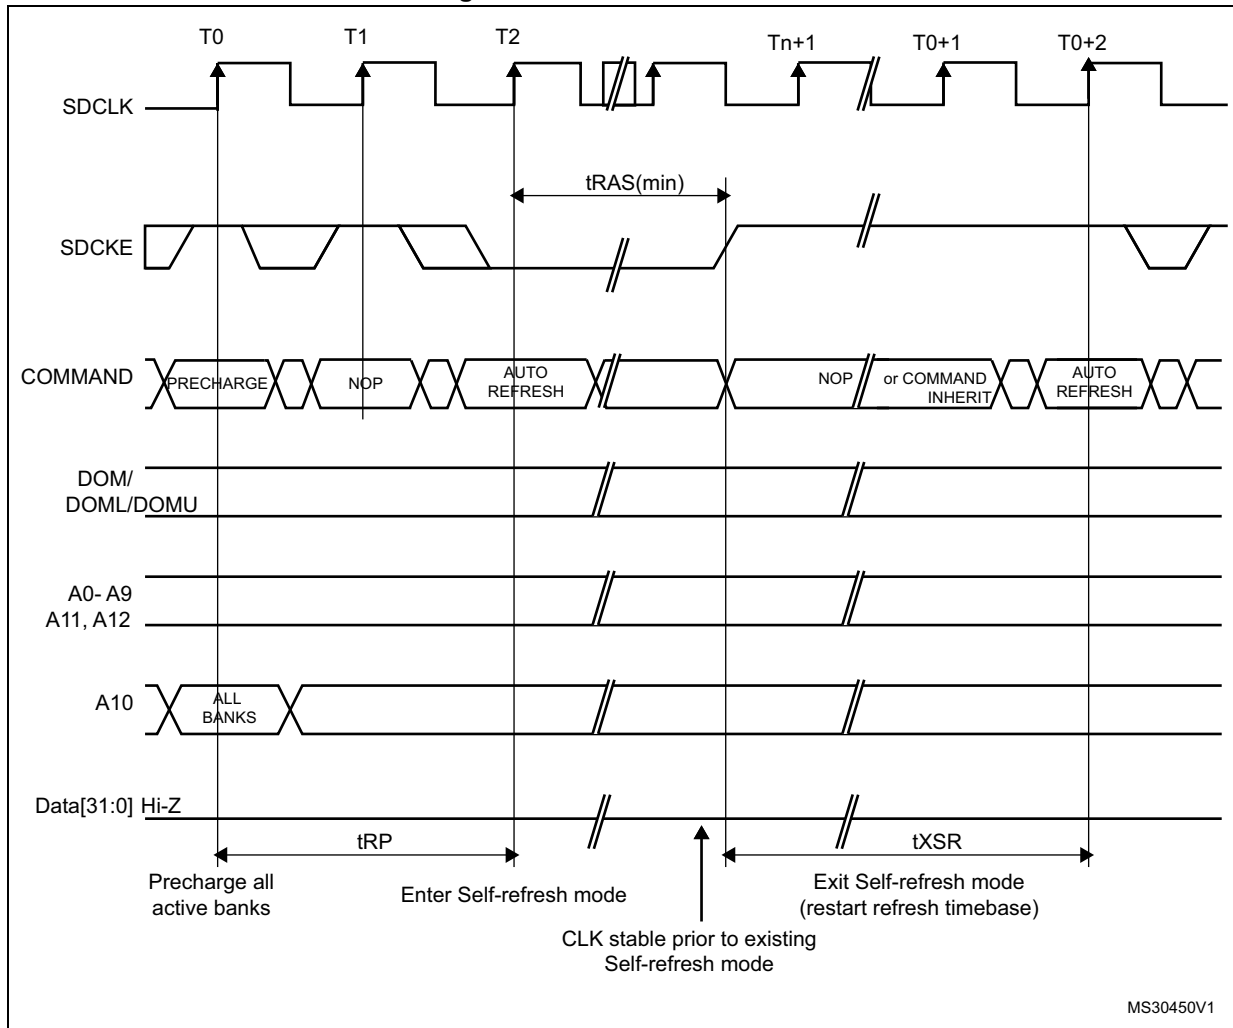 g
T0 T1 T2 Tn+1 T0+1 T0+2
SDCLK
tRAS(min)
SDCKE
COMMAND PRECHARGE NOP AUTO REFRESH NOP or COMMAND INHERIT AUTO REFRESH
DOM/
DOML/DOMU
A0- A9
A11, A12
A10 ALL BANKS
Data[31:0] Hi-Z
tRP tXSR
Precharge all
active banks
Enter Self-refresh mode
Exit Self-refresh mode
(restart refresh timebase)
CLK stable prior to existing
Self-refresh mode
MS30450V1